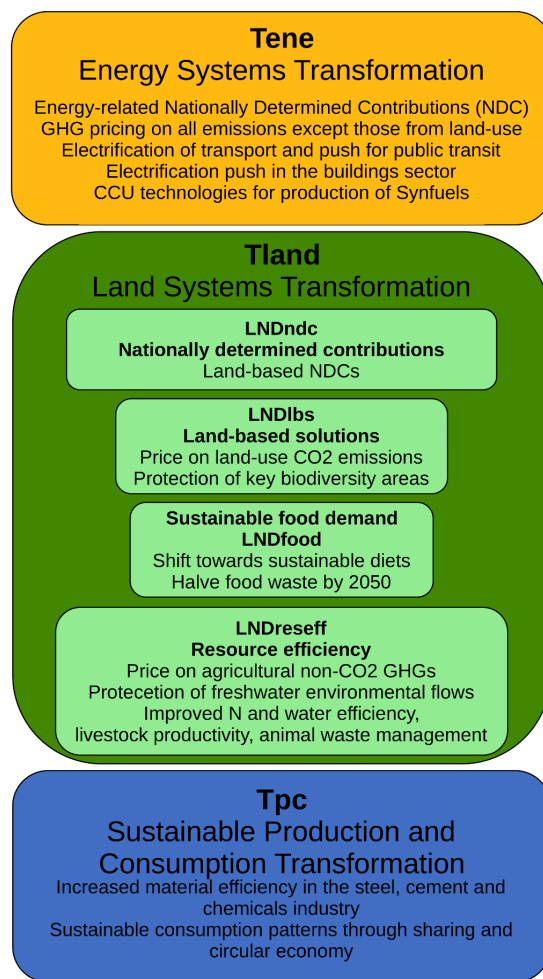 Tene
Energy Systems Transformation
Energy-related Nationally Determined Contributions (NDC)
GHG pricing on all emissions except those from land-use
Electrification of transport and push for public transit
Electrification push in the buildings sector
CCU technologies for production of Synfuels
Tland
Land Systems Transformation
LNDndc
Nationally determined contributions
Land-based NDCs
LNDlbs
Land-based solutions
Price on land-use CO2 emissions
Protection of key biodiversity areas
Sustainable food demand
LNDfood
Shift towards sustainable diets
Halve food waste by 2050
LNDreseff
Resource efficiency
Price on agricultural non-CO2 GHGs
Protecetion of freshwater environmental flows
Improved N and water efficiency,
livestock productivity, animal waste management
Tpc
Sustainable Production and
Consumption Transformation
Increased material efficiency in the steel, cement and
chemicals industry
Sustainable consumption patterns through sharing and
circular economy